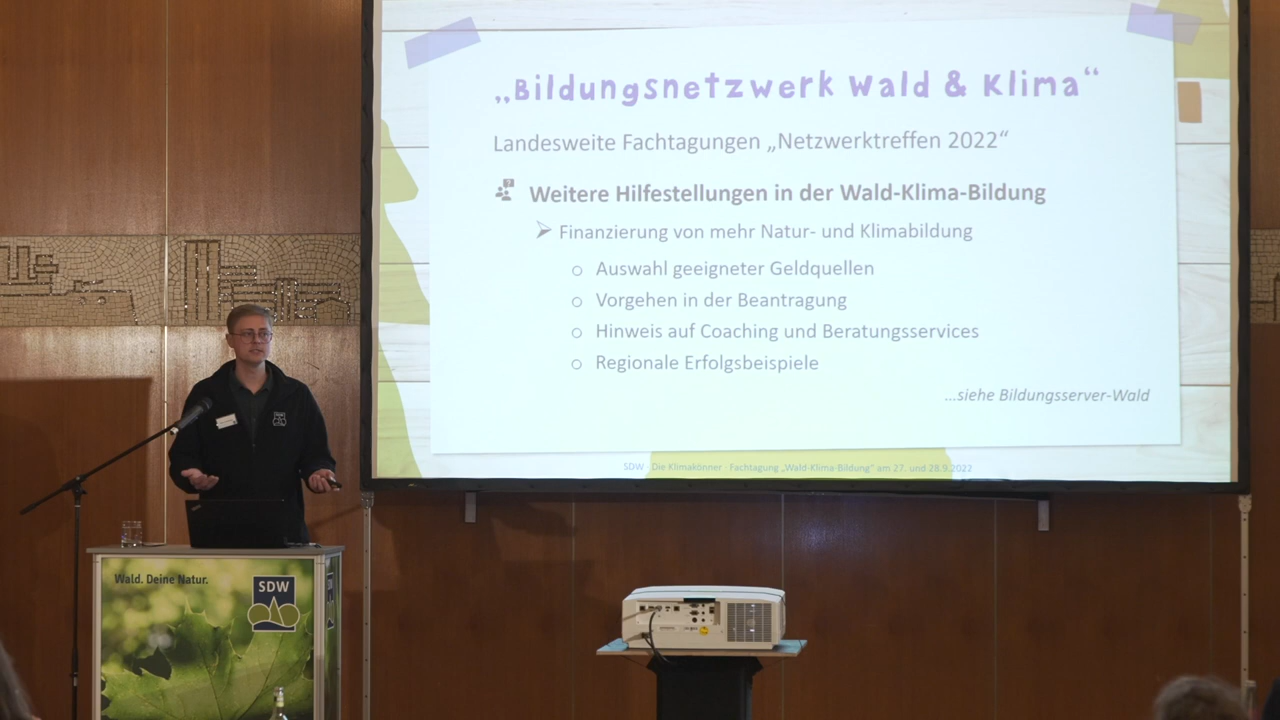 „Bildungsnetzwerk Wald & Klima“
Landesweite Fachtagungen „Netzwerktreffen 2022“
Weitere Hilfestellungen in der Wald-Klima-Bildung
Finanzierung von mehr Natur- und Klimabildung
Auswahl geeigneter Geldquellen
Vorgehen in der Beantragung
Hinweis auf Coaching und Beratungsservices
Regionale Erfolgsbeispiele
...siehe Bildungsserver-Wald
SDW · Die Klimakönner · Fachtagung „Wald-Klima-Bildung“ am 27. und 28.9.2022
SDW
Wald. Deine Natur.
SDW